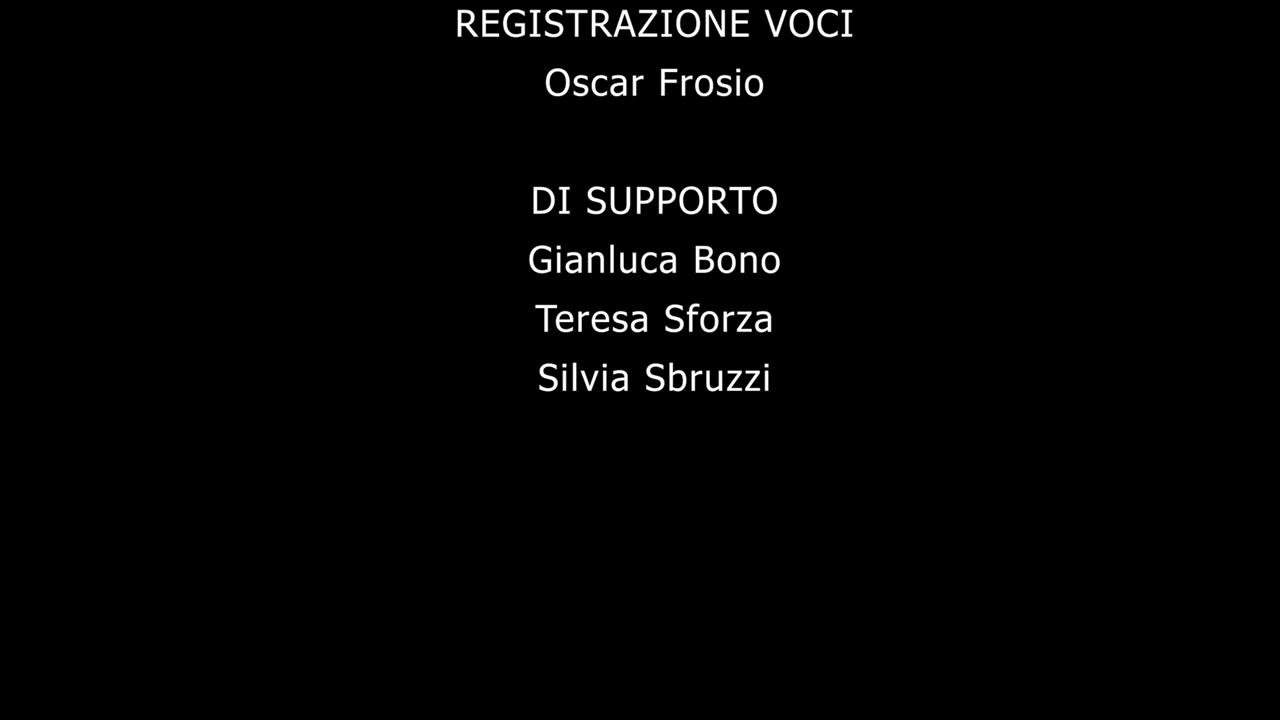 REGISTRAZIONE VOCI
Oscar Frosio
DI SUPPORTO
Gianluca Bono
Teresa Sforza
Silvia Sbruzzi